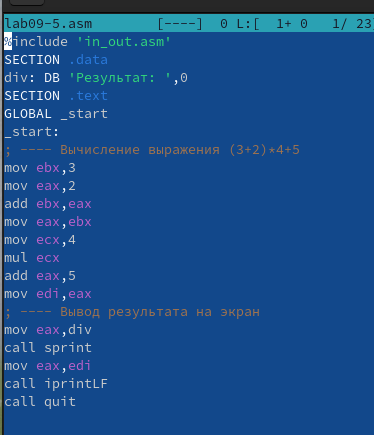 lab09-5.asm [----] 0 L:[ 1+ 0 1/ 23]
%include 'in_out.asm'
SECTION .data
div: DB 'Результат: ',0
SECTION .text
GLOBAL _start
_start:
; ---- Вычисление выражения (3+2)*4+5
mov ebx,3
mov eax,2
add ebx,eax
mov eax,ebx
mov ecx,4
mul ecx
add eax,5
mov edi,eax
; ---- Вывод результата на экран
mov eax,div
call sprint
mov eax,edi
call iprintLF
call quit